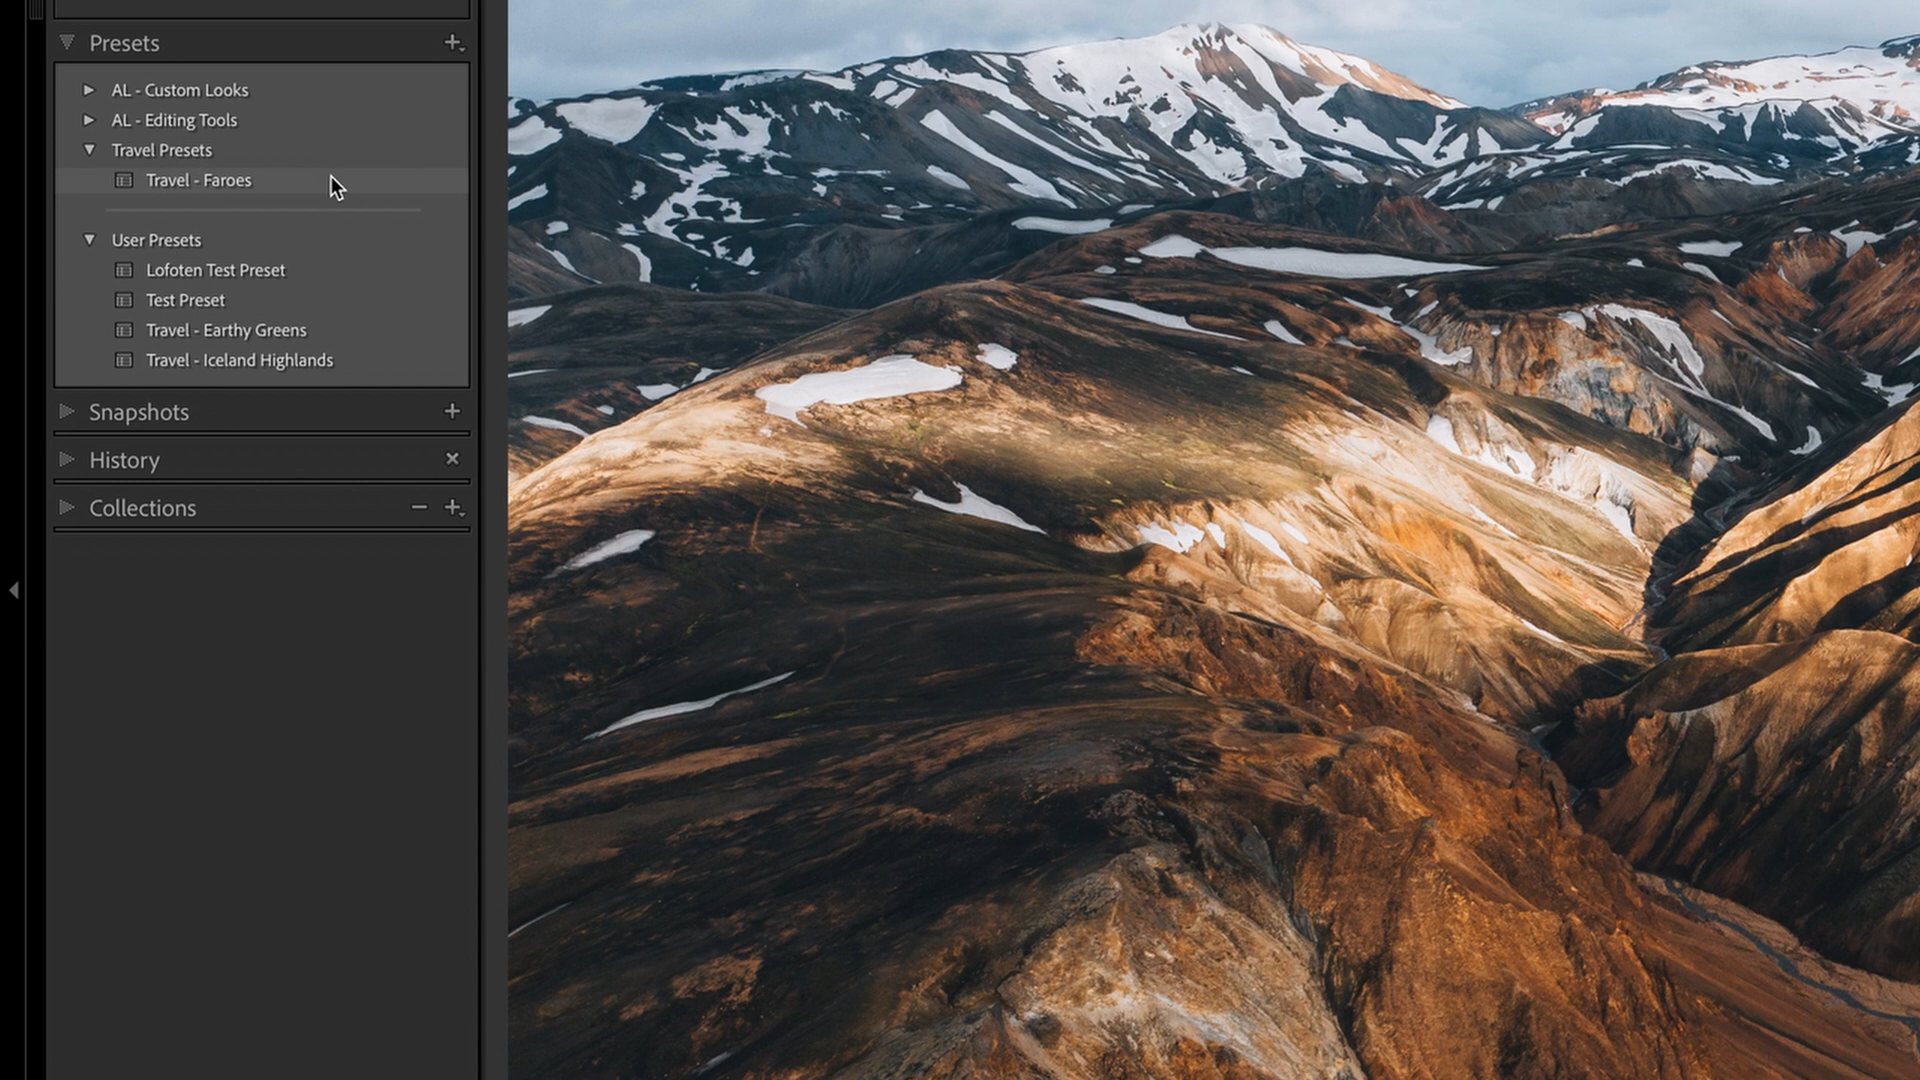 Presets
AL - Custom Looks
AL - Editing Tools
Travel Presets
Travel - Faroes
User Presets
Lofoten Test Preset
Test Preset
Travel - Earthy Greens
Travel - Iceland Highlands
Snapshots
History
Collections